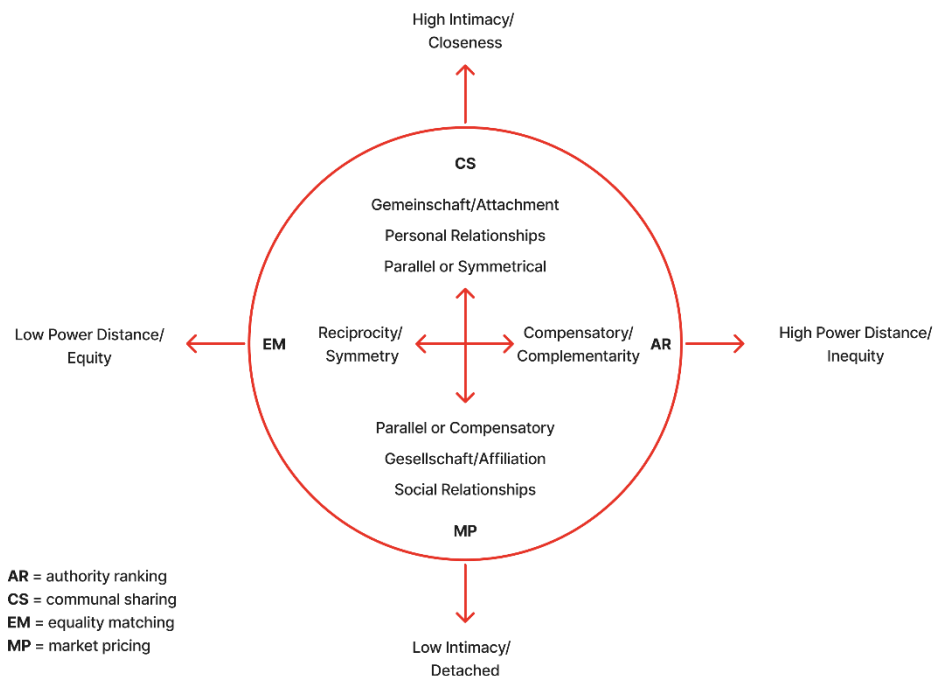 High Intimacy/
Closeness
CS
Gemeinschaft/Attachment
Personal Relationships
Parallel or Symmetrical
Low Power Distance/
Equity
EM
Reciprocity/
Symmetry
Compensatory/
Complementarity
AR
High Power Distance/
Inequity
Parallel or Compensatory
Gesellschaft/Affiliation
Social Relationships
MP
AR = authority ranking
CS = communal sharing
EM = equality matching
MP = market pricing
Low Intimacy/
Detached